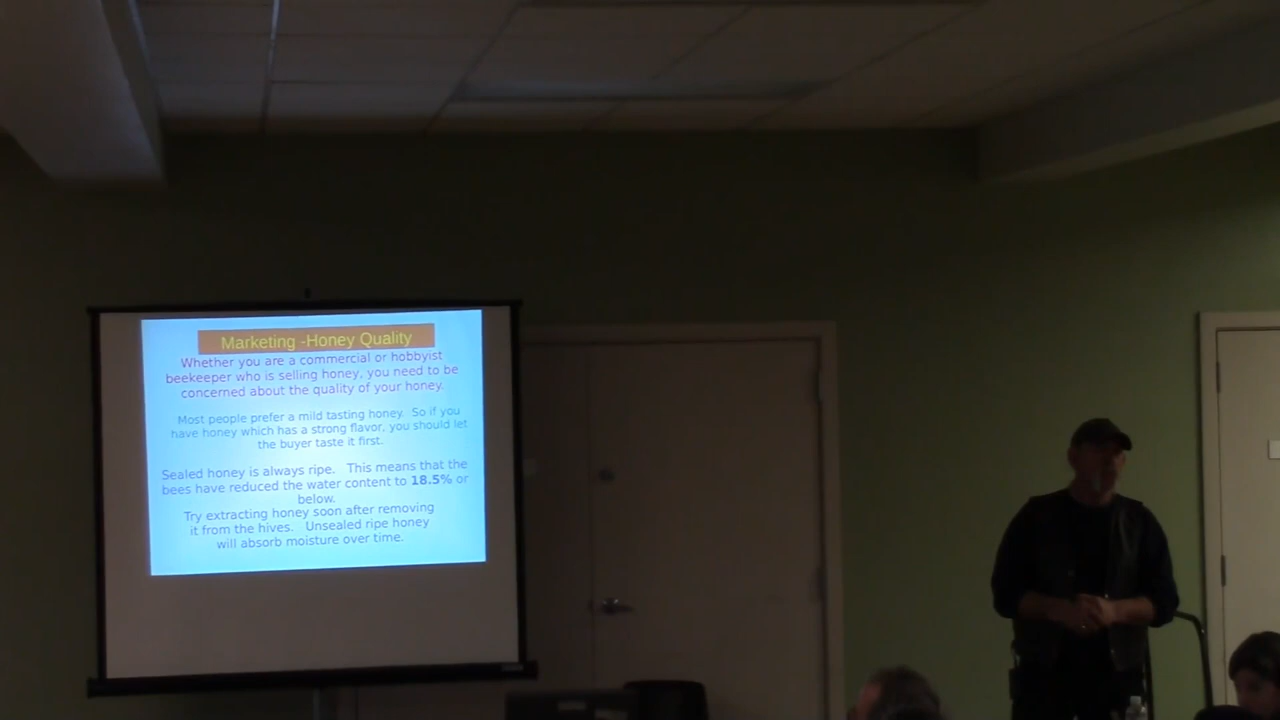 Marketing -Honey Quality
Whether you are a commercial or hobbyist
beekeeper who is selling honey, you need to be
concerned about the quality of your honey.
Most people prefer a mild tasting honey. So if you
have honey which has a strong flavor, you should let
the buyer taste it first.
Sealed honey is always ripe. This means that the
bees have reduced the water content to 18.5% or
below.
Try extracting honey soon after removing
it from the hives. Unsealed ripe honey
will absorb moisture over time.